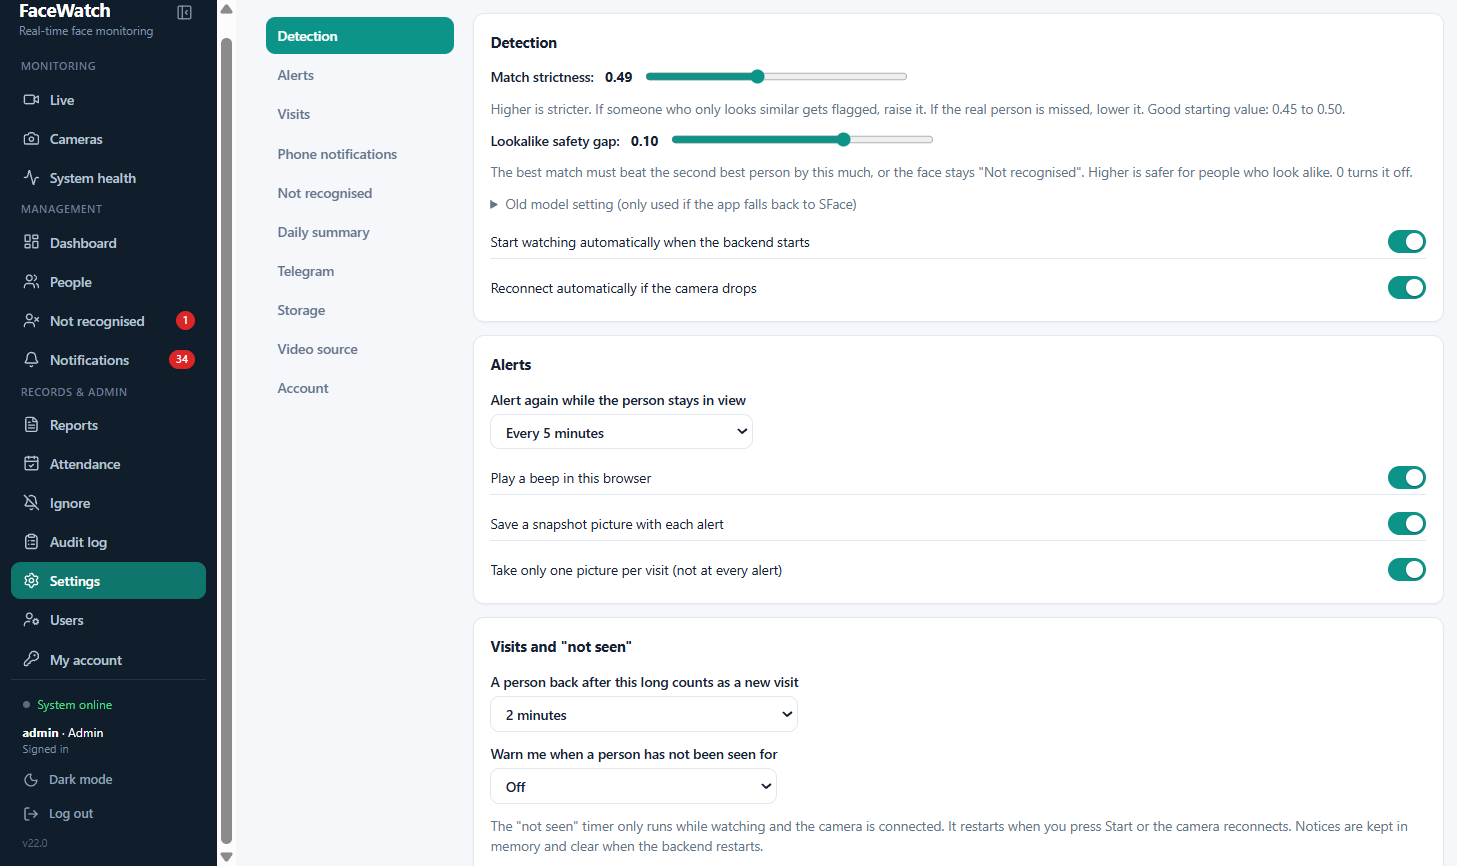 FaceWatch
Real-time face monitoring
MONITORING
Live
Cameras
System health
MANAGEMENT
Dashboard
People
Not recognised 1
Notifications 34
RECORDS & ADMIN
Reports
Attendance
Ignore
Audit log
Settings
Users
My account
System online
admin · Admin
Signed in
Dark mode
Log out
v22.0
Detection
Alerts
Visits
Phone notifications
Not recognised
Daily summary
Telegram
Storage
Video source
Account
Detection
Match strictness: 0.49
Higher is stricter. If someone who only looks similar gets flagged, raise it. If the real person is missed, lower it. Good starting value: 0.45 to 0.50.
Lookalike safety gap: 0.10
The best match must beat the second best person by this much, or the face stays "Not recognised". Higher is safer for people who look alike. 0 turns it off.
Old model setting (only used if the app falls back to SFace)
Start watching automatically when the backend starts
Reconnect automatically if the camera drops
Alerts
Alert again while the person stays in view
Every 5 minutes
Play a beep in this browser
Save a snapshot picture with each alert
Take only one picture per visit (not at every alert)
Visits and "not seen"
A person back after this long counts as a new visit
2 minutes
Warn me when a person has not been seen for
Off
The "not seen" timer only runs while watching and the camera is connected. It restarts when you press Start or the camera reconnects. Notices are kept in
memory and clear when the backend restarts.